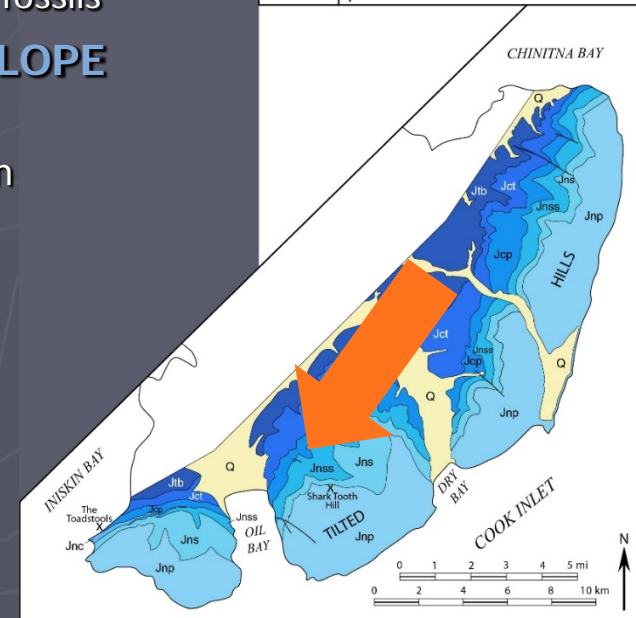 fossils
LOPE
n
CHINITNA BAY
Q
Jtb
Jct
Jns
Jnss
Jnp
Jcp
HILLS
Jct
Jnss
Jcp
Q
Q
Jnp
Q
Jtb
Jct
Jnss
Jns
Shark Tooth
Hill
X
DRY
BAY
COOK INLET
INISKIN BAY
The
Toadstools
X
Jcp
Jnss
OIL
BAY
TILTED
Jnp
Jnc
Jns
Jnp
N
0 1 2 3 4 5 mi
0 2 4 6 8 10 km